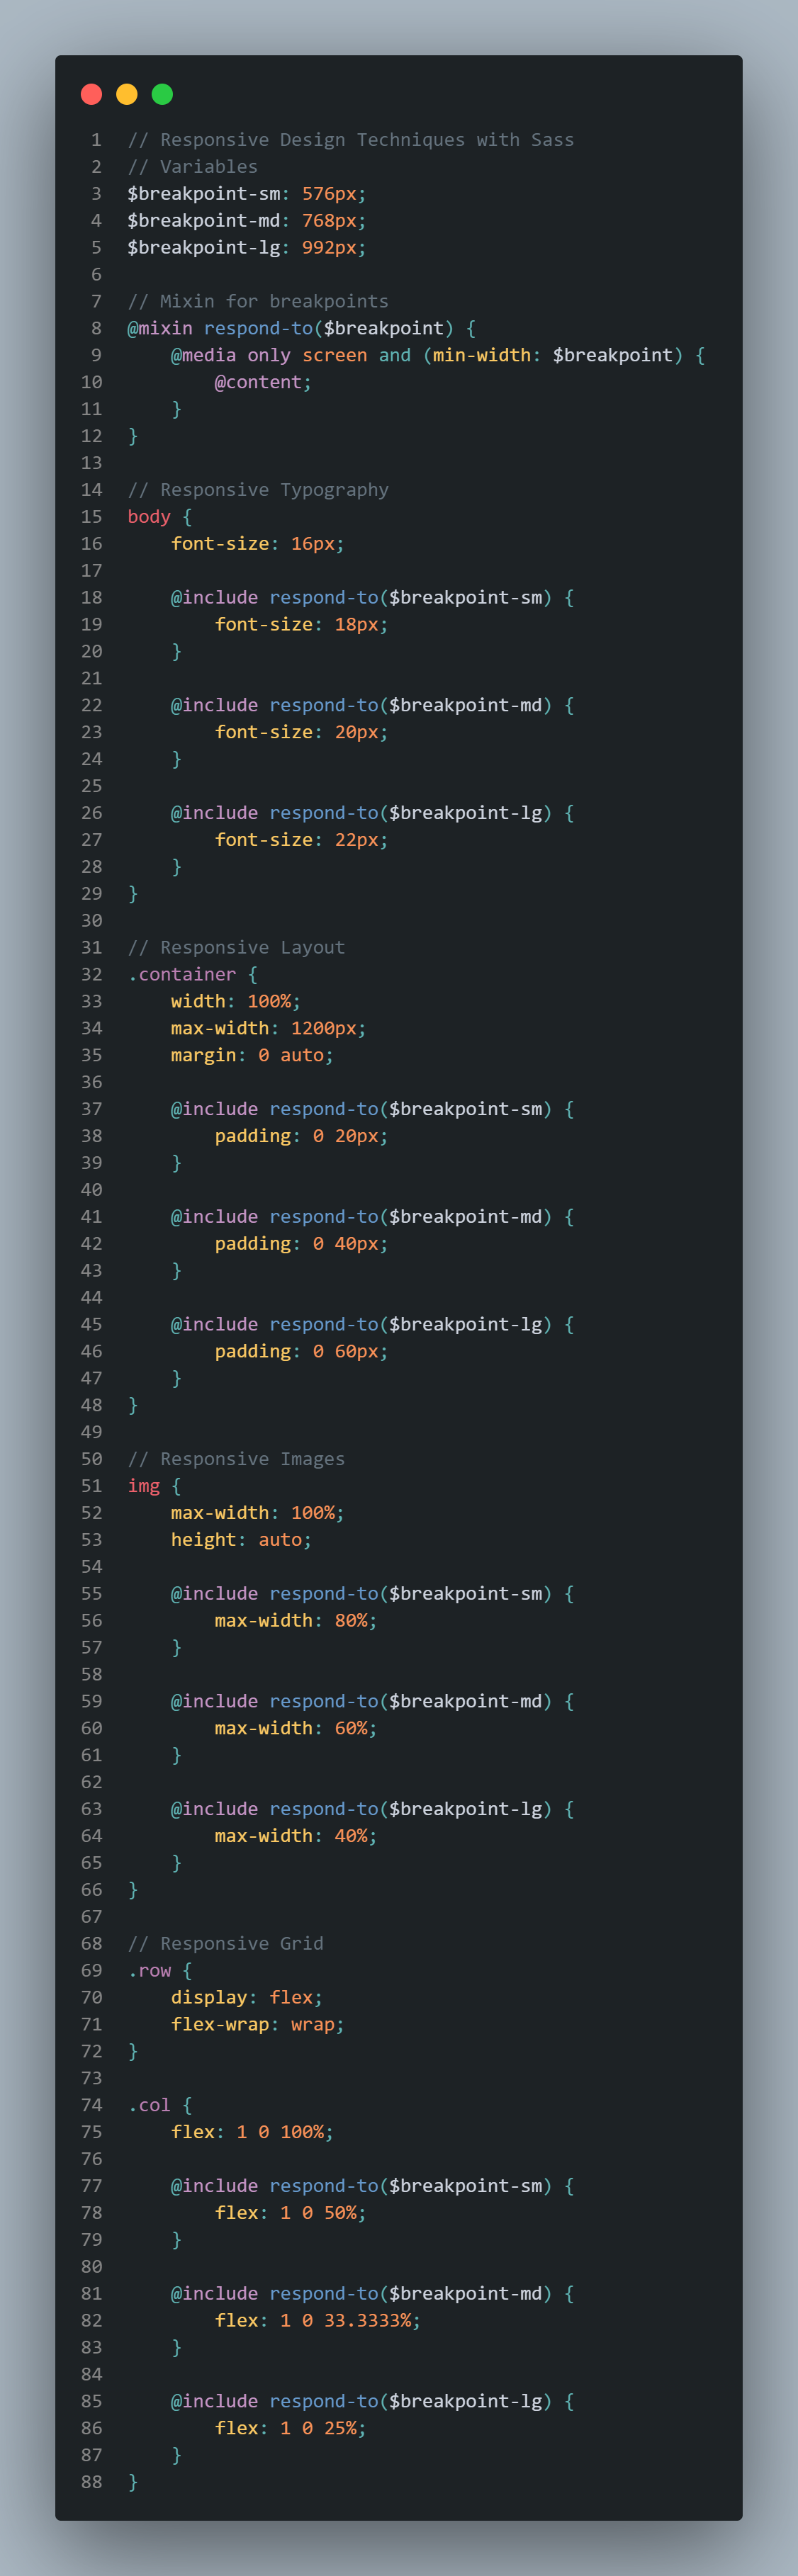 1 // Responsive Design Techniques with Sass
2 // Variables
3 $breakpoint-sm: 576px;
4 $breakpoint-md: 768px;
5 $breakpoint-lg: 992px;
6
7 // Mixin for breakpoints
8 @mixin respond-to($breakpoint) {
9     @media only screen and (min-width: $breakpoint) {
10         @content;
11     }
12 }
13
14 // Responsive Typography
15 body {
16     font-size: 16px;
17
18     @include respond-to($breakpoint-sm) {
19         font-size: 18px;
20     }
21
22     @include respond-to($breakpoint-md) {
23         font-size: 20px;
24     }
25
26     @include respond-to($breakpoint-lg) {
27         font-size: 22px;
28     }
29 }
30
31 // Responsive Layout
32 .container {
33     width: 100%;
34     max-width: 1200px;
35     margin: 0 auto;
36
37     @include respond-to($breakpoint-sm) {
38         padding: 0 20px;
39     }
40
41     @include respond-to($breakpoint-md) {
42         padding: 0 40px;
43     }
44
45     @include respond-to($breakpoint-lg) {
46         padding: 0 60px;
47     }
48 }
49
50 // Responsive Images
51 img {
52     max-width: 100%;
53     height: auto;
54
55     @include respond-to($breakpoint-sm) {
56         max-width: 80%;
57     }
58
59     @include respond-to($breakpoint-md) {
60         max-width: 60%;
61     }
62
63     @include respond-to($breakpoint-lg) {
64         max-width: 40%;
65     }
66 }
67
68 // Responsive Grid
69 .row {
70     display: flex;
71     flex-wrap: wrap;
72 }
73
74 .col {
75     flex: 1 0 100%;
76
77     @include respond-to($breakpoint-sm) {
78         flex: 1 0 50%;
79     }
80
81     @include respond-to($breakpoint-md) {
82         flex: 1 0 33.3333%;
83     }
84
85     @include respond-to($breakpoint-lg) {
86         flex: 1 0 25%;
87     }
88 }